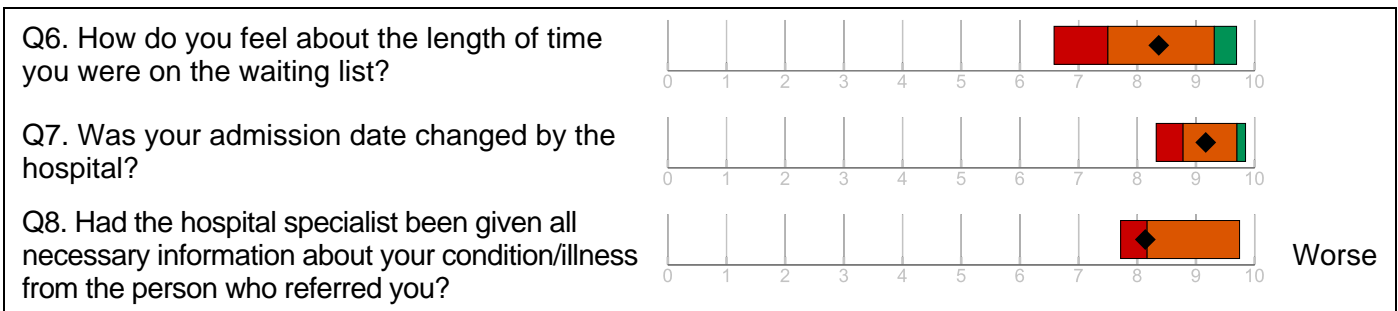 Q6. How do you feel about the length of time
you were on the waiting list?
0 1 2 3 4 5 6 7 8 9 10
Q7. Was your admission date changed by the
hospital?
0 1 2 3 4 5 6 7 8 9 10
Q8. Had the hospital specialist been given all
necessary information about your condition/illness
from the person who referred you?
0 1 2 3 4 5 6 7 8 9 10
Worse